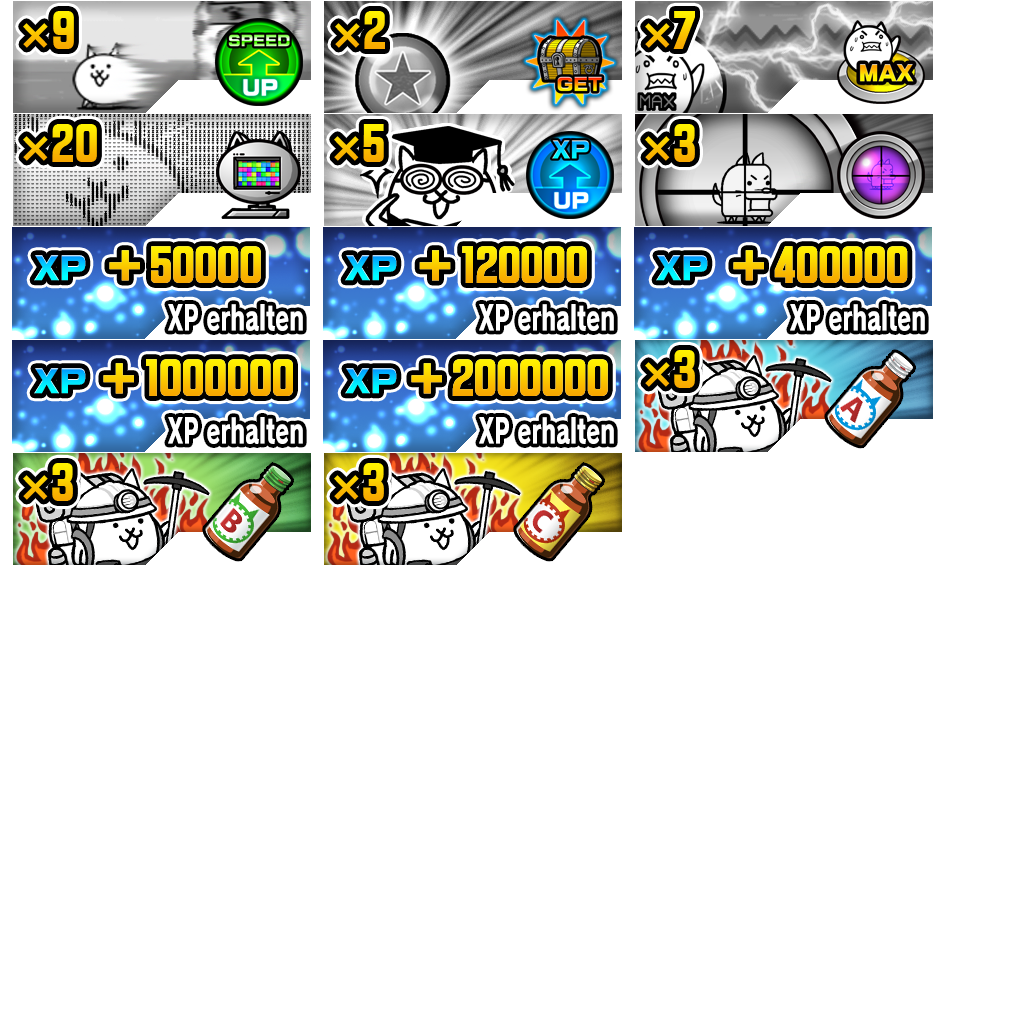 ×9
SPEED
UP
×2
GET
×7
MAX
MAX
×20
×5
XP
UP
×3
XP +50000
XP erhalten
XP +120000
XP erhalten
XP +400000
XP erhalten
XP +1000000
XP erhalten
XP +2000000
XP erhalten
×3
A
×3
B
×3
C